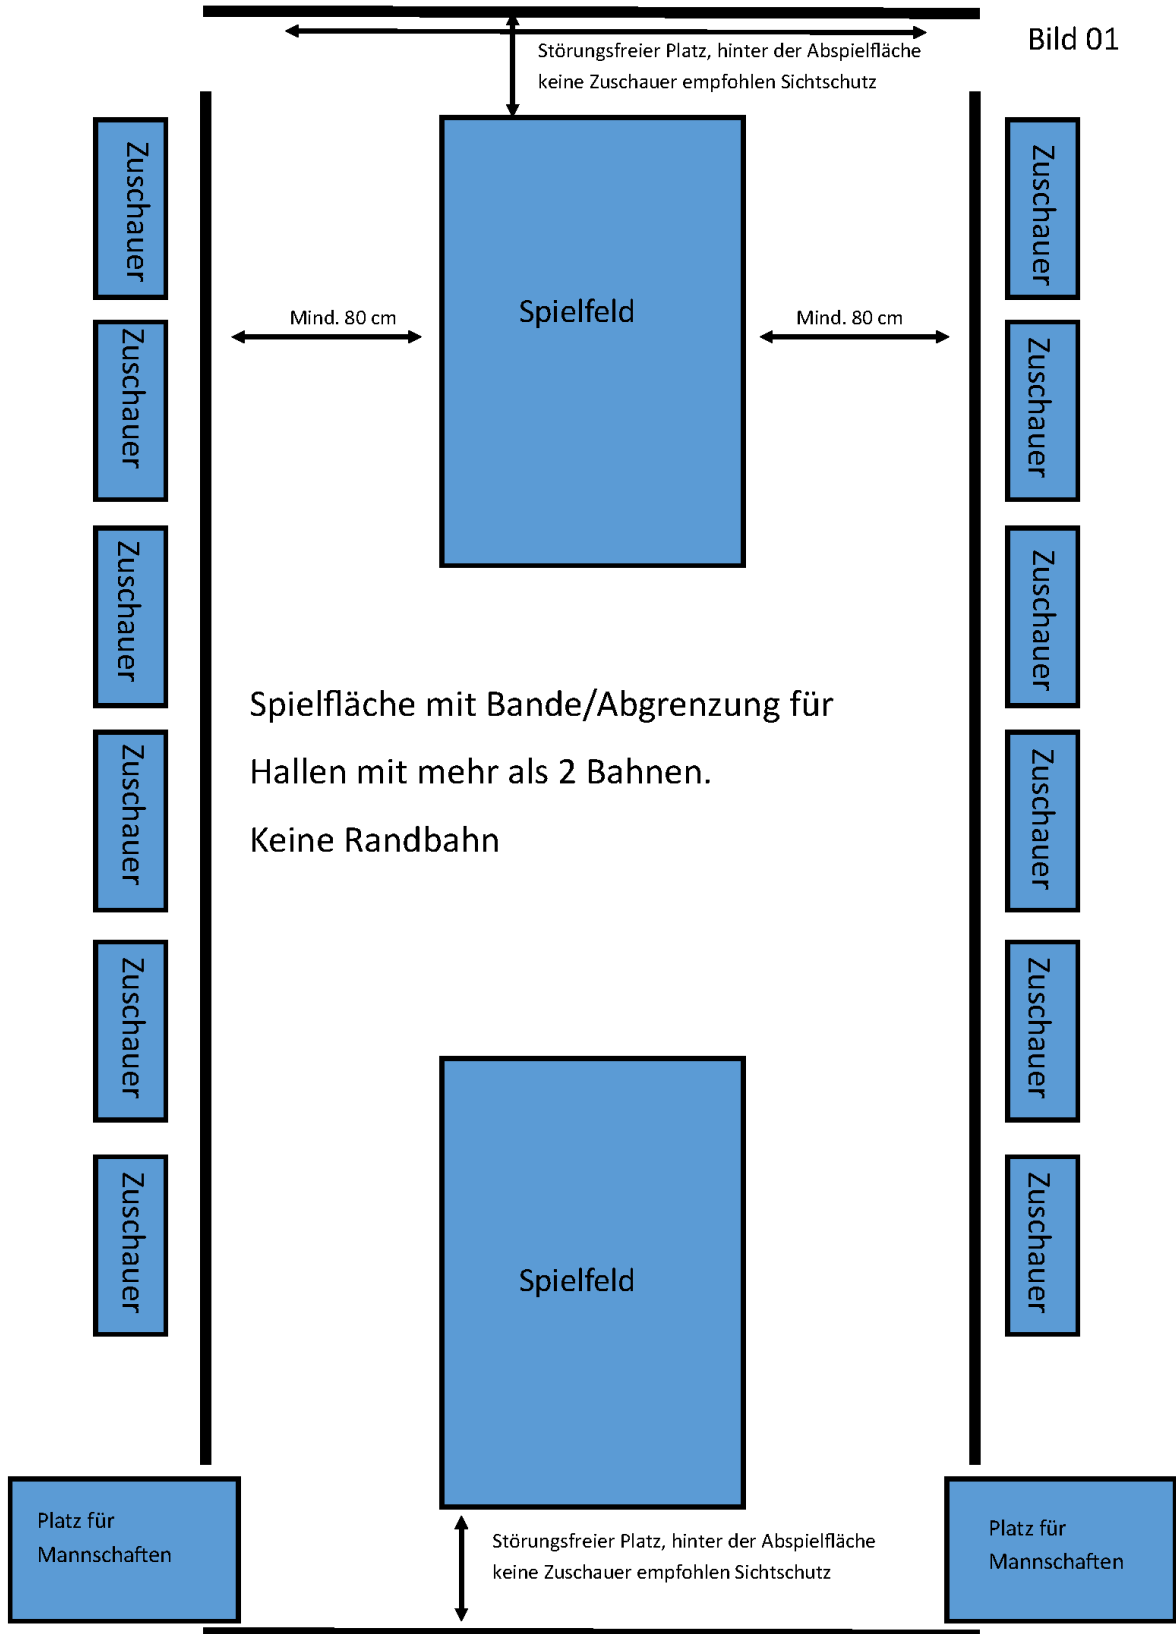 Bild 01
Störungsfreier Platz, hinter der Abspielfläche
keine Zuschauer empfohlen Sichtschutz
Zuschauer
Zuschauer
Mind. 80 cm
Spielfeld
Mind. 80 cm
Zuschauer
Zuschauer
Zuschauer
Zuschauer
Spielfläche mit Bande/Abgrenzung für
Hallen mit mehr als 2 Bahnen.
Keine Randbahn
Zuschauer
Zuschauer
Zuschauer
Zuschauer
Zuschauer
Zuschauer
Spielfeld
Platz für
Mannschaften
Störungsfreier Platz, hinter der Abspielfläche
keine Zuschauer empfohlen Sichtschutz
Platz für
Mannschaften